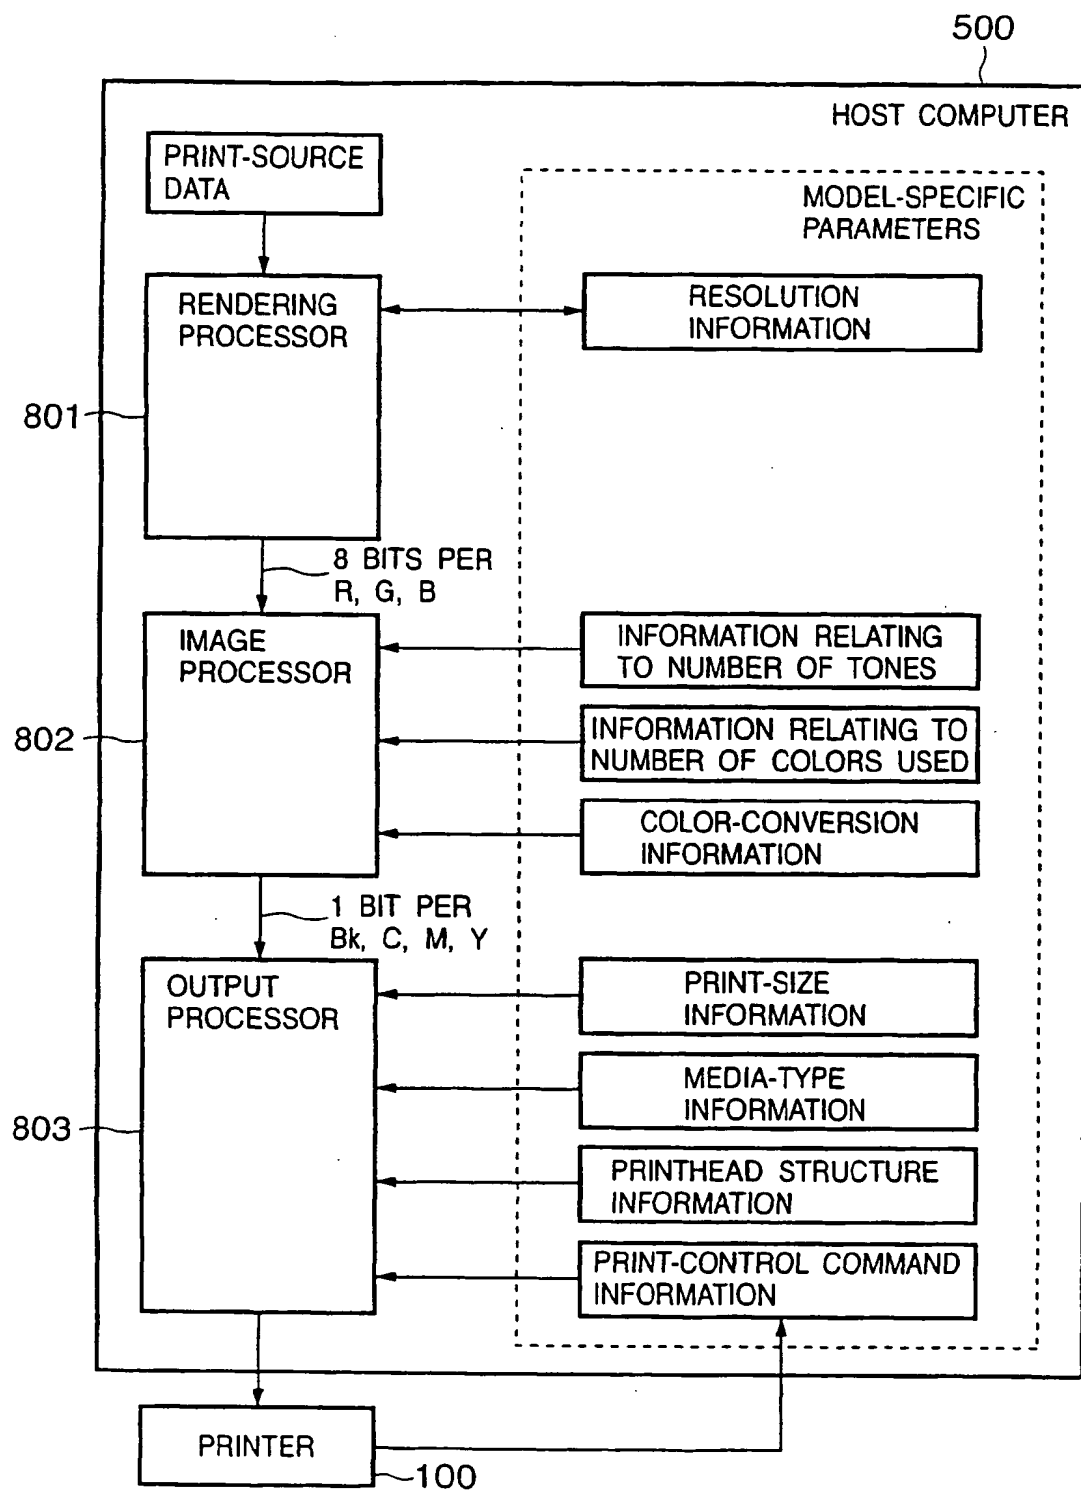 500
HOST COMPUTER
PRINT-SOURCE
DATA
MODEL-SPECIFIC
PARAMETERS
RENDERING
PROCESSOR
RESOLUTION
INFORMATION
801
8 BITS PER
R, G, B
IMAGE
PROCESSOR
INFORMATION RELATING
TO NUMBER OF TONES
802
INFORMATION RELATING TO
NUMBER OF COLORS USED
COLOR-CONVERSION
INFORMATION
1 BIT PER
Bk, C, M, Y
OUTPUT
PROCESSOR
PRINT-SIZE
INFORMATION
MEDIA-TYPE
INFORMATION
803
PRINTHEAD STRUCTURE
INFORMATION
PRINT-CONTROL COMMAND
INFORMATION
PRINTER
100